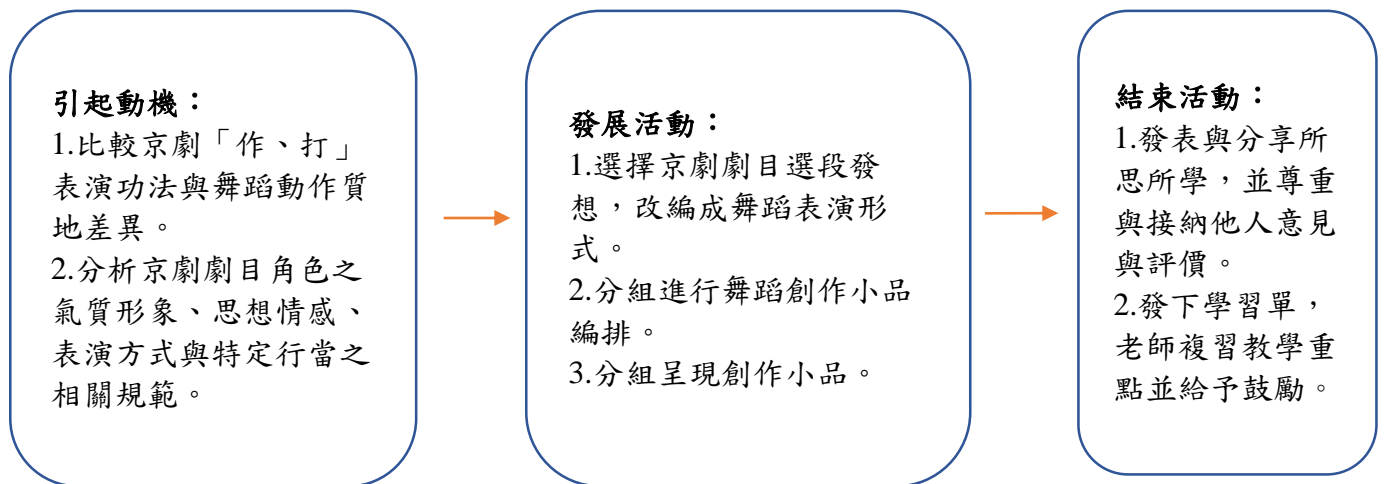 引起動機：
1.比較京劇「作、打」
表演功法與舞蹈動作質
地差異。
2.分析京劇劇目角色之
氣質形象、思想情感、
表演方式與特定行當之
相關規範。
發展活動：
1.選擇京劇劇目選段發
想，改編成舞蹈表演形
式。
2.分組進行舞蹈創作小品
編排。
3.分組呈現創作小品。
結束活動：
1.發表與分享所
思所學，並尊重
與接納他人意見
與評價。
2.發下學習單，
老師複習教學重
點並給予鼓勵。